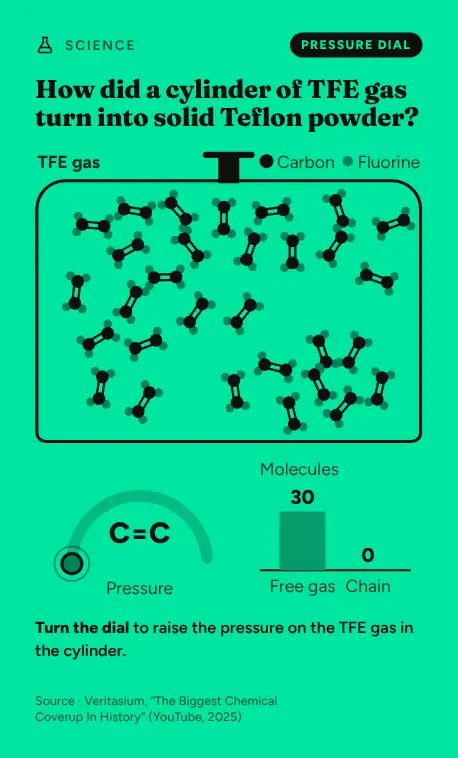 SCIENCE
PRESSURE DIAL
How did a cylinder of TFE gas
turn into solid Teflon powder?
TFE gas
Carbon
Fluorine
Molecules
30
0
Free gas
Chain
C=C
Pressure
Turn the dial to raise the pressure on the TFE gas in
the cylinder.
Source · Veritasium, “The Biggest Chemical
Coverup In History” (YouTube, 2025)